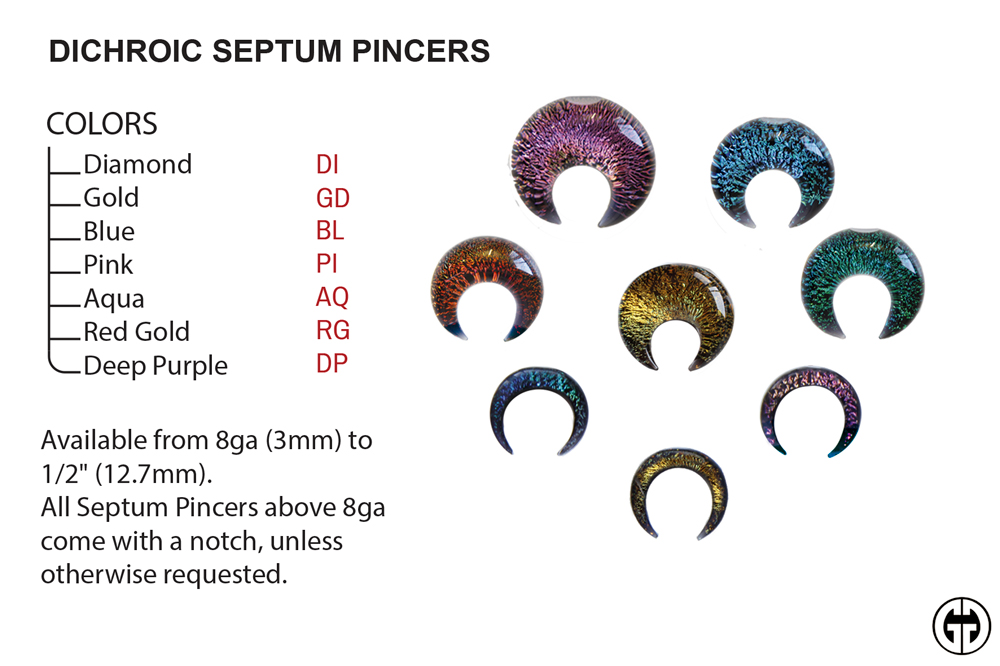 DICHROIC SEPTUM PINCERS
COLORS
Diamond DI
Gold GD
Blue BL
Pink PI
Aqua AQ
Red Gold RG
Deep Purple DP
Available from 8ga (3mm) to
1/2" (12.7mm).
All Septum Pincers above 8ga
come with a notch, unless
otherwise requested.